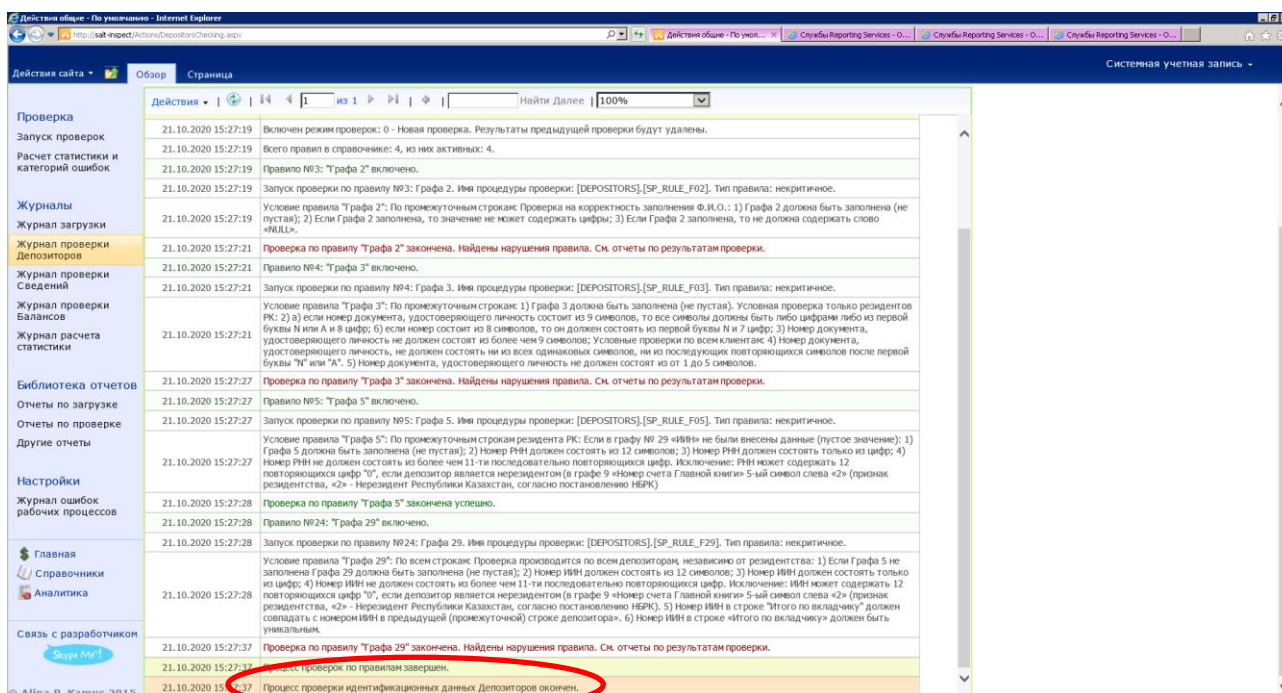 Действия общие - По умолчанию - Internet Explorer
http://salt-inspect/Actions/DepositorsChecking.aspx
Действия общие - По умол... ×
Службы Reporting Services - O...
Службы Reporting Services - O...
Службы Reporting Services - O...
Системная учетная запись
Действия сайта
Обзор
Страница
Действия
1
из 1
Найти Далее
100%
Проверка
Запуск проверок
Расчет статистики и
категорий ошибок
Журналы
Журнал загрузки
Журнал проверки
Депозиторов
Журнал проверки
Сведений
Журнал проверки
Балансов
Журнал расчета
статистики
Библиотека отчетов
Отчеты по загрузке
Отчеты по проверке
Другие отчеты
Настройки
Журнал ошибок
рабочих процессов
Главная
Справочники
Аналитика
Связь с разработчиком
Skype Me™!
© Alina R. Kamus 2015
21.10.2020 15:27:19 Включен режим проверок: 0 - Новая проверка. Результаты предыдущей проверки будут удалены.
21.10.2020 15:27:19 Всего правил в справочнике: 4, из них активных: 4.
21.10.2020 15:27:19 Правило №3: "Графа 2" включено.
21.10.2020 15:27:19 Запуск проверки по правилу №3: Графа 2. Имя процедуры проверки: [DEPOSITORS].[SP_RULE_F02]. Тип правила: некритичное.
21.10.2020 15:27:19 Условие правила "Графа 2": По промежуточным строкам: Проверка на корректность заполнения Ф.И.О.: 1) Графа 2 должна быть заполнена (не
пустая); 2) Если Графа 2 заполнена, то значение не может содержать цифры; 3) Если Графа 2 заполнена, то не должна содержать слово
«NULL».
21.10.2020 15:27:21 Проверка по правилу "Графа 2" закончена. Найдены нарушения правила. См. отчеты по результатам проверки.
21.10.2020 15:27:21 Правило №4: "Графа 3" включено.
21.10.2020 15:27:21 Запуск проверки по правилу №4: Графа 3. Имя процедуры проверки: [DEPOSITORS].[SP_RULE_F03]. Тип правила: некритичное.
21.10.2020 15:27:21 Условие правила "Графа 3": По промежуточным строкам: 1) Графа 3 должна быть заполнена (не пустая). Условная проверка только резидентов
РК: 2) а) если номер документа, удостоверяющего личность состоит из 9 символов, то все символы должны быть либо цифрами либо из первой
буквы N или A и 8 цифр; б) если номер состоит из 8 символов, то он должен состоять из первой буквы N и 7 цифр; 3) Номер документа,
удостоверяющего личность не должен состоять из более чем 9 символов; Условные проверки по всем клиентам: 4) Номер документа,
удостоверяющего личность, не должен состоять ни из всех одинаковых символов, ни из последующих повторяющихся символов после первой
буквы "N" или "A". 5) Номер документа, удостоверяющего личность не должен состоят из от 1 до 5 символов.
21.10.2020 15:27:27 Проверка по правилу "Графа 3" закончена. Найдены нарушения правила. См. отчеты по результатам проверки.
21.10.2020 15:27:27 Правило №5: "Графа 5" включено.
21.10.2020 15:27:27 Запуск проверки по правилу №5: Графа 5. Имя процедуры проверки: [DEPOSITORS].[SP_RULE_F05]. Тип правила: некритичное.
21.10.2020 15:27:27 Условие правила "Графа 5": По промежуточным строкам резидента РК: Если в графу № 29 «ИИН» не были внесены данные (пустое значение): 1)
Графа 5 должна быть заполнена (не пустая); 2) Номер РНН должен состоять из 12 символов; 3) Номер РНН должен состоять только из цифр; 4)
Номер РНН не должен состоять из более чем 11-ти последовательно повторяющихся цифр. Исключение: РНН может содержать 12
повторяющихся цифр "0", если депозитор является нерезидентом (в графе 9 «Номер счета Главной книги» 5-ый символ слева «2» (признак
резидентства, «2» - Нерезидент Республики Казахстан, согласно постановлению НБРК)
21.10.2020 15:27:28 Проверка по правилу "Графа 5" закончена успешно.
21.10.2020 15:27:28 Правило №24: "Графа 29" включено.
21.10.2020 15:27:28 Запуск проверки по правилу №24: Графа 29. Имя процедуры проверки: [DEPOSITORS].[SP_RULE_F29]. Тип правила: некритичное.
21.10.2020 15:27:28 Условие правила "Графа 29": По всем строкам: Проверка производится по всем депозиторам, независимо от резидентства: 1) Если Графа 5 не
заполнена Графа 29 должна быть заполнена (не пустая); 2) Номер ИИН должен состоять из 12 символов; 3) Номер ИИН должен состоять только
из цифр; 4) Номер ИИН не должен состоять из более чем 11-ти последовательно повторяющихся цифр. Исключение: ИИН может содержать 12
повторяющихся цифр "0", если депозитор является нерезидентом (в графе 9 «Номер счета Главной книги» 5-ый символ слева «2» (признак
резидентства, «2» - Нерезидент Республики Казахстан, согласно постановлению НБРК). 5) Номер ИИН в строке "Итого по вкладчику" должен
совпадать с номером ИИН в предыдущей (промежуточной) строке депозитора». 6) Номер ИИН в строке «Итого по вкладчику» должен быть
уникальным.
21.10.2020 15:27:37 Проверка по правилу "Графа 29" закончена. Найдены нарушения правила. См. отчеты по результатам проверки.
21.10.2020 15:27:37 Процесс проверок по правилам завершен.
21.10.2020 15:27:37 Процесс проверки идентификационных данных Депозиторов окончен.